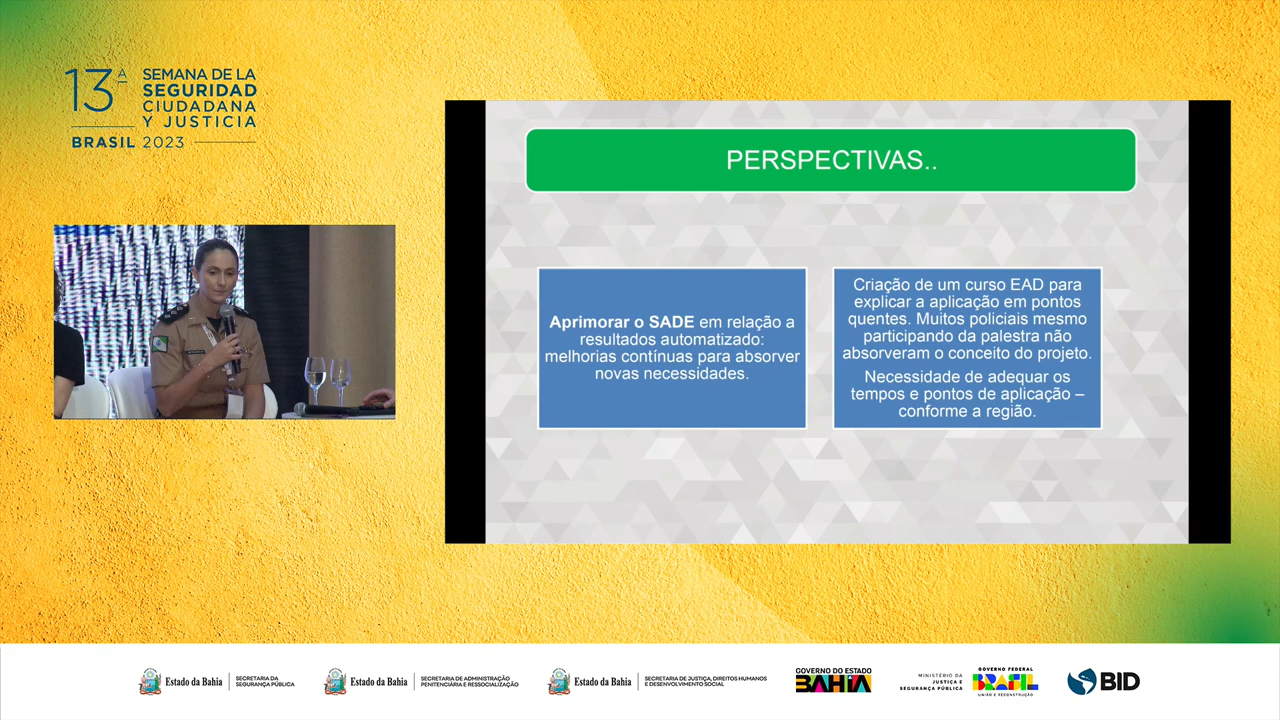 13ª SEMANA DE LA
SEGURIDAD
CIUDADANA
Y JUSTICIA
BRASIL 2023
PERSPECTIVAS..
Aprimorar o SADE em relação a
resultados automatizado:
melhorias contínuas para absorver
novas necessidades.
Criação de um curso EAD para
explicar a aplicação em pontos
quentes. Muitos policiais mesmo
participando da palestra não
absorveram o conceito do projeto.
Necessidade de adequar os
tempos e pontos de aplicação –
conforme a região.
Estado da Bahia
SECRETARIA DA
SEGURANÇA PÚBLICA
Estado da Bahia
SECRETARIA DE ADMINISTRAÇÃO
PENITENCIÁRIA E RESSOCIALIZAÇÃO
Estado da Bahia
SECRETARIA DE JUSTIÇA, DIREITOS HUMANOS
E DESENVOLVIMENTO SOCIAL
GOVERNO DO ESTADO
BAHIA
MINISTÉRIO DA
JUSTIÇA E
SEGURANÇA PÚBLICA
GOVERNO FEDERAL
BRASIL
UNIÃO E RECONSTRUÇÃO
BID